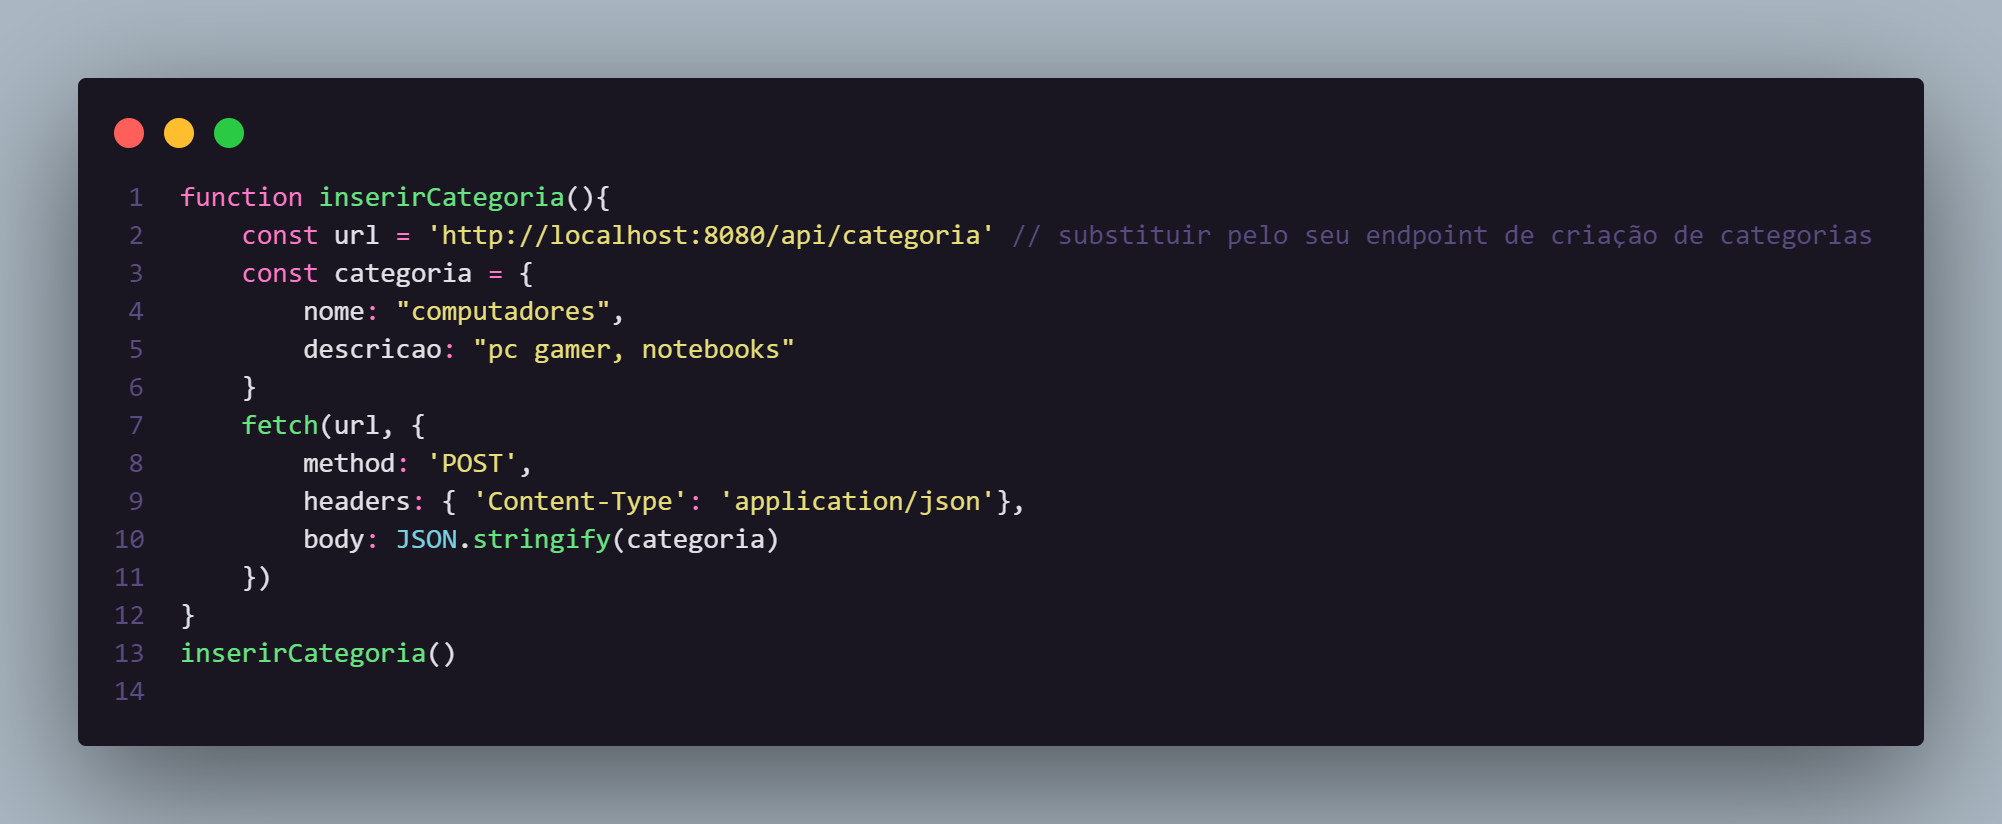 1 function inserirCategoria(){
2     const url = 'http://localhost:8080/api/categoria' // substituir pelo seu endpoint de criação de categorias
3     const categoria = {
4         nome: "computadores",
5         descricao: "pc gamer, notebooks"
6     }
7     fetch(url, {
8         method: 'POST',
9         headers: { 'Content-Type': 'application/json'},
10         body: JSON.stringify(categoria)
11     })
12 }
13 inserirCategoria()
14